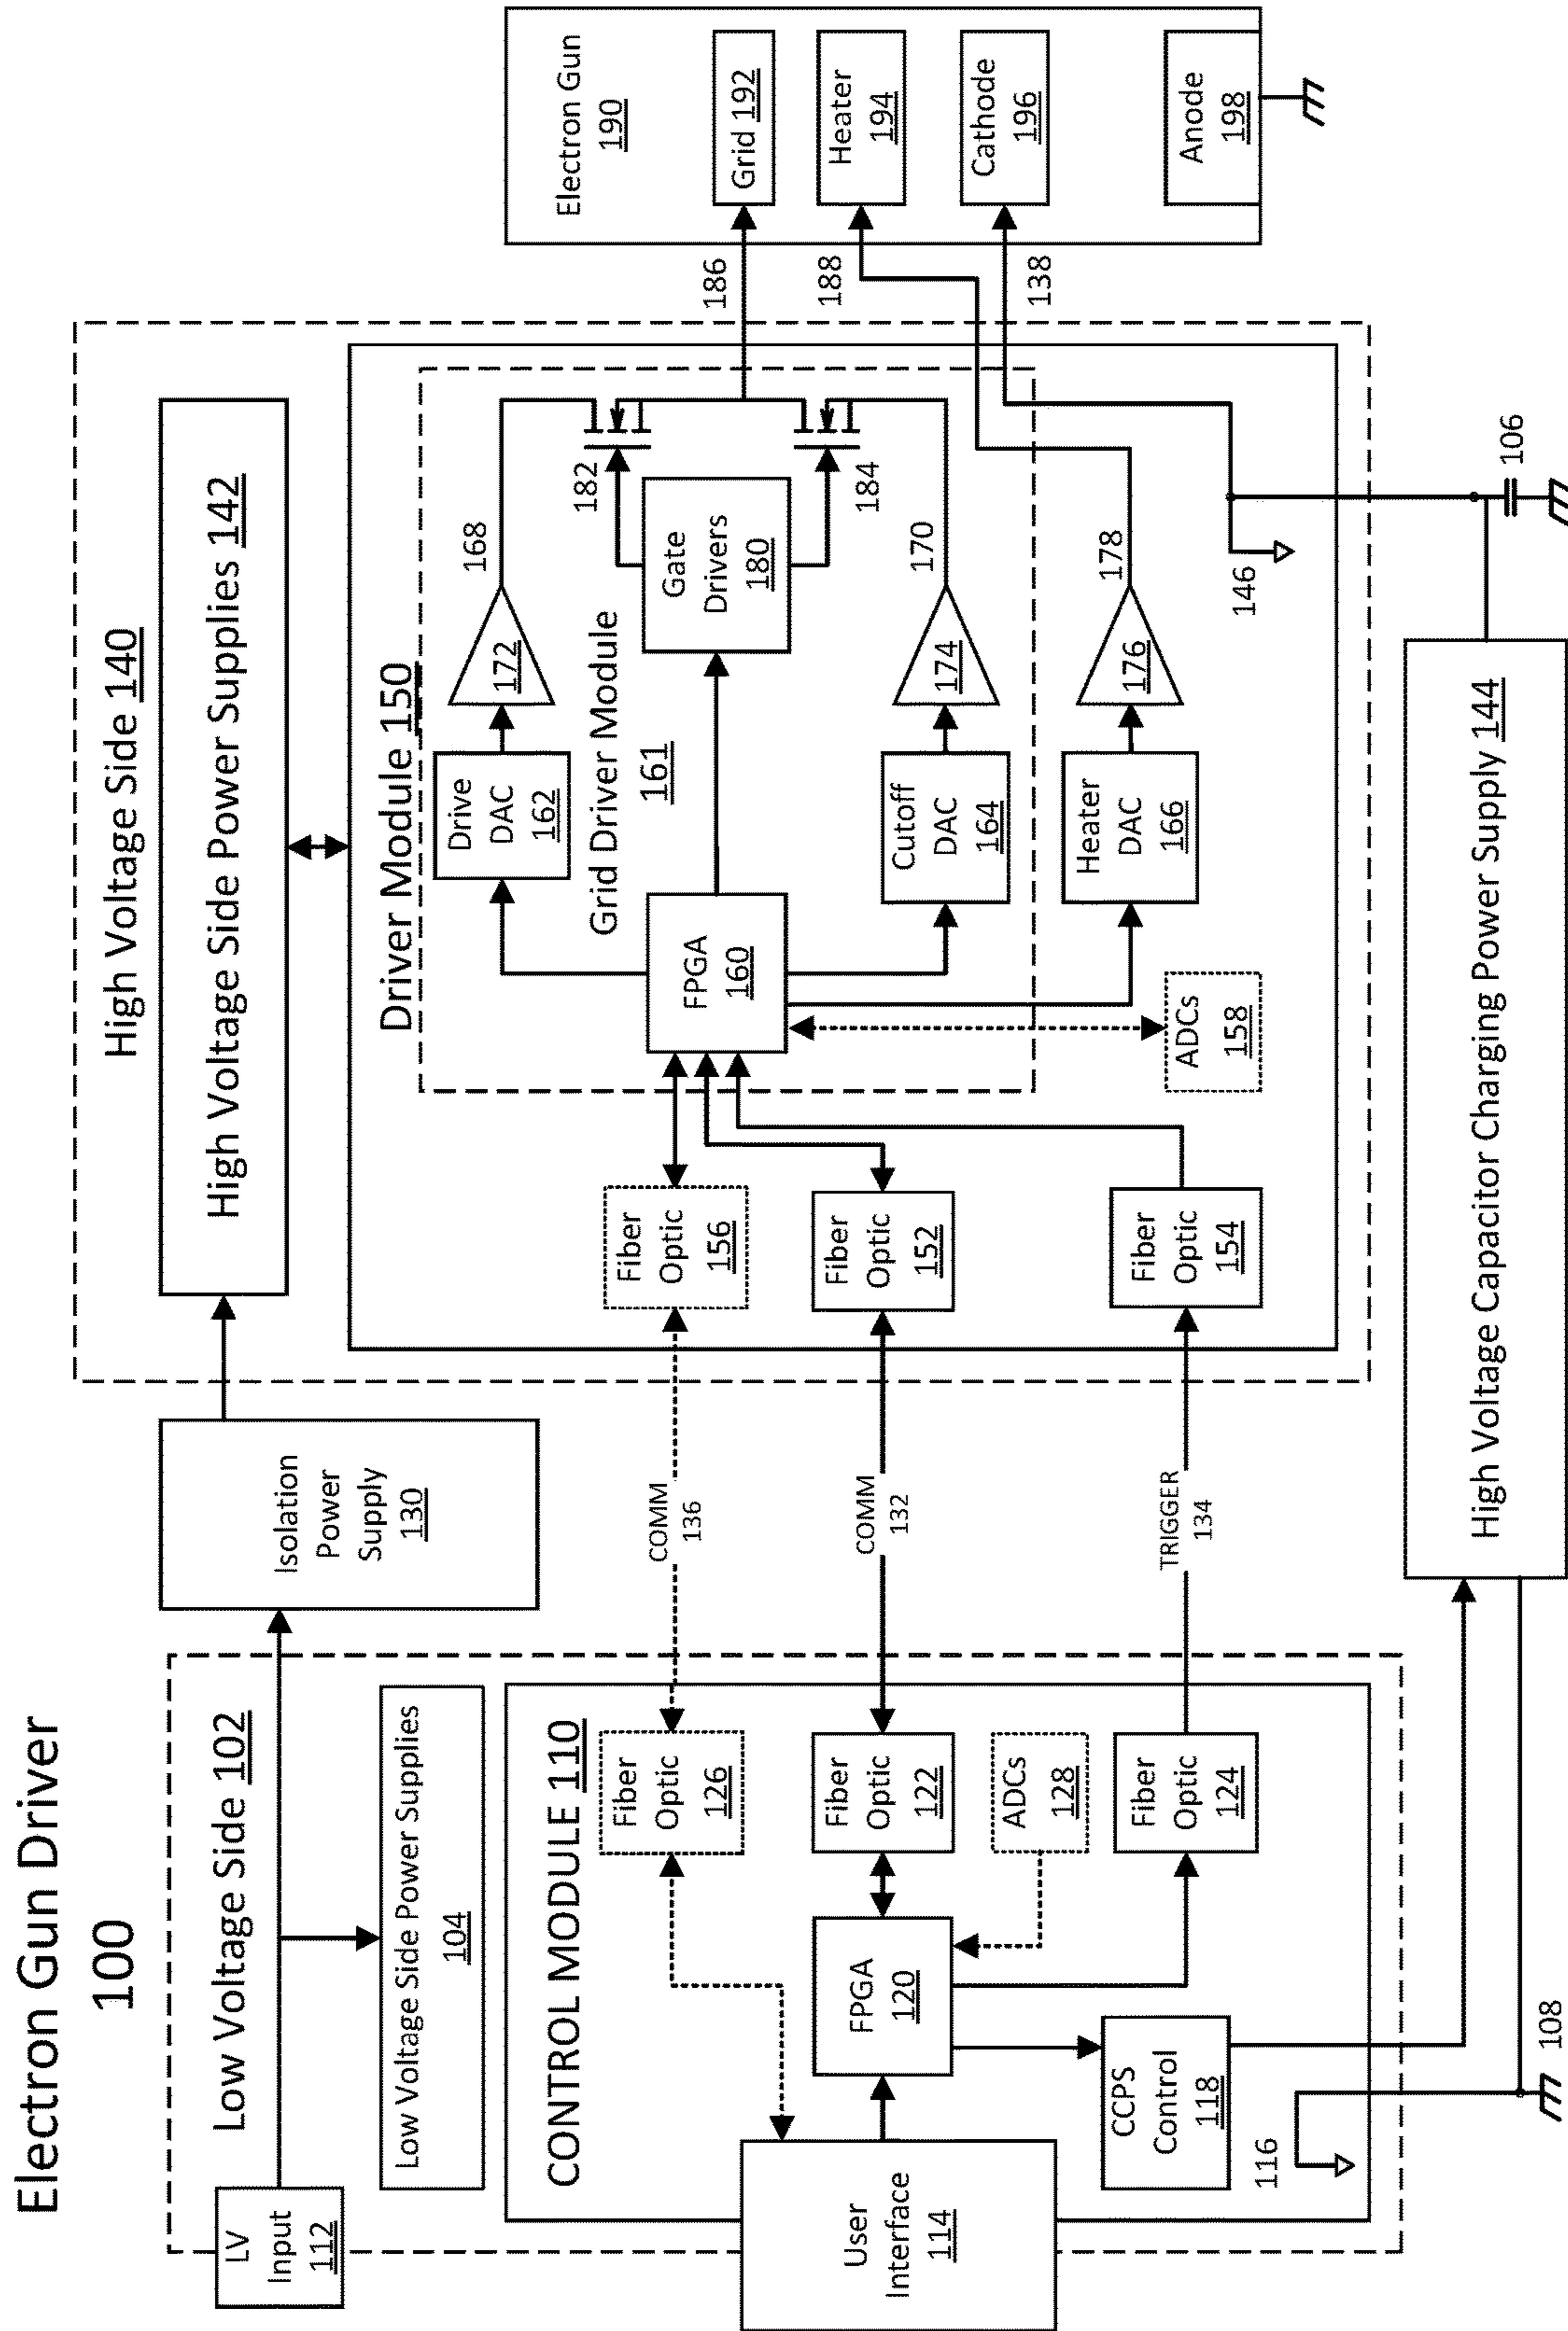 Electron Gun Driver
100
Low Voltage Side 102
LV
Input
112
Low Voltage Side Power Supplies
104
CONTROL MODULE 110
User
Interface
114
Fiber
Optic
126
FPGA
120
Fiber
Optic
122
ADCs
128
Fiber
Optic
124
CCPS
Control
118
116
108
Isolation
Power
Supply
130
COMM
136
COMM
132
TRIGGER
134
High Voltage Side 140
High Voltage Side Power Supplies 142
Driver Module 150
Fiber
Optic
156
Fiber
Optic
152
Fiber
Optic
154
FPGA
160
Grid Driver Module
161
Drive
DAC
162
172
168
Gate
Drivers
180
182
184
Cutoff
DAC
164
174
170
Heater
DAC
166
176
178
ADCs
158
146
High Voltage Capacitor Charging Power Supply 144
106
186
188
138
Electron Gun
190
Grid 192
Heater
194
Cathode
196
Anode
198